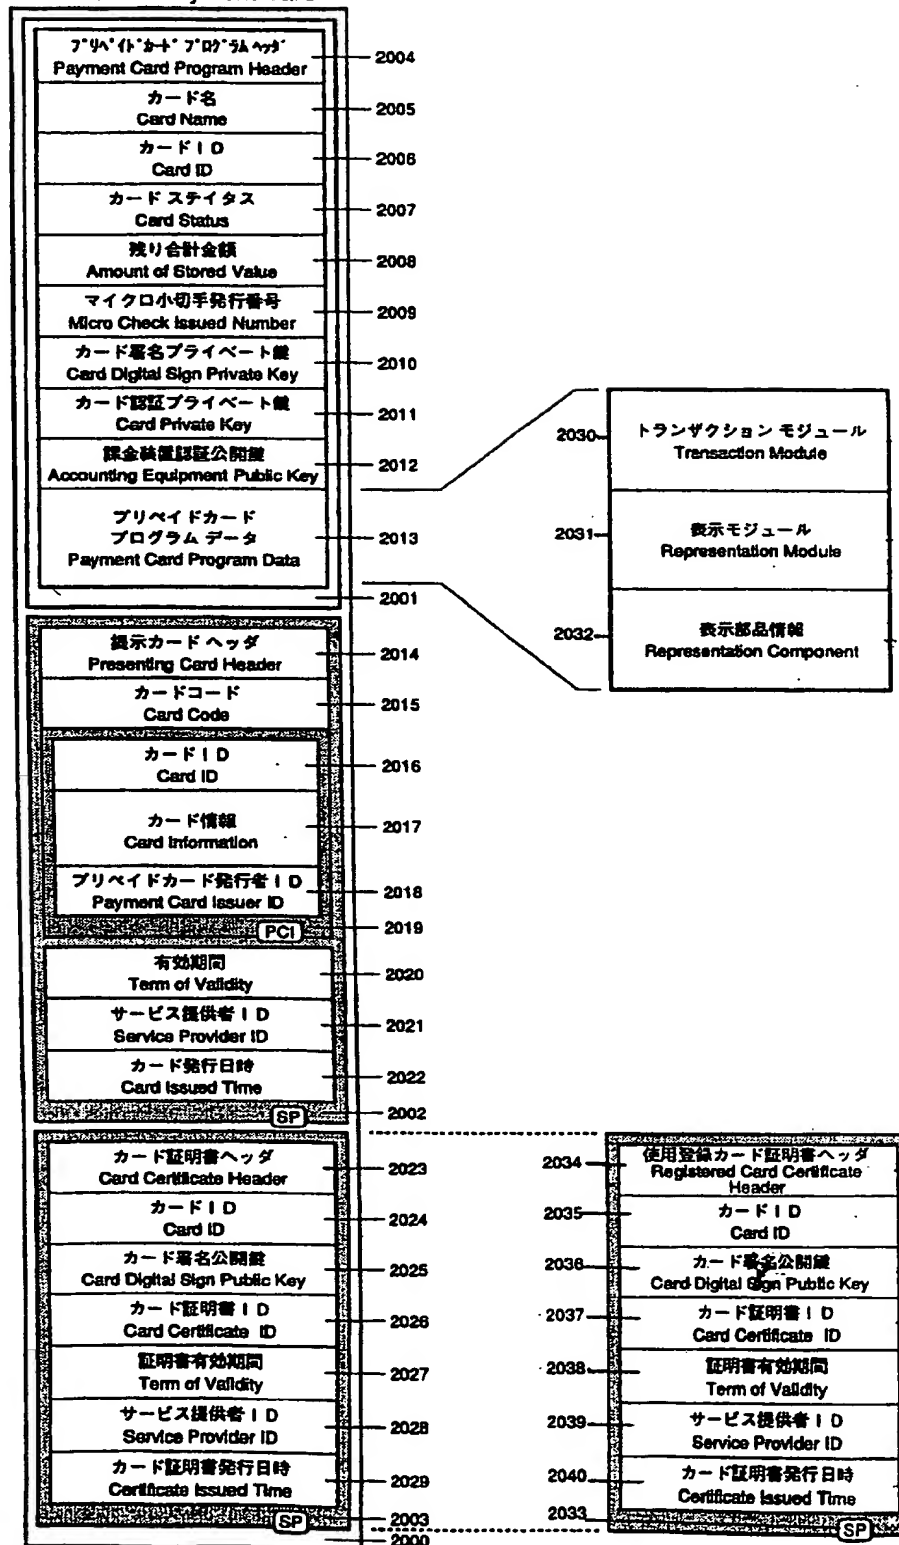 プリペイドカード プログラム ヘッダ
Payment Card Program Header
2004
カード名
Card Name
2005
カードID
Card ID
2006
カード ステイタス
Card Status
2007
残り合計金額
Amount of Stored Value
2008
マイクロ小切手発行番号
Micro Check Issued Number
2009
カード署名プライベート鍵
Card Digital Sign Private Key
2010
カード認証プライベート鍵
Card Private Key
2011
課金装置認証公開鍵
Accounting Equipment Public Key
2012
プリペイドカード
プログラム データ
Payment Card Program Data
2013
2001
2030
トランザクション モジュール
Transaction Module
2031
表示モジュール
Representation Module
2032
表示部品情報
Representation Component
提示カード ヘッダ
Presenting Card Header
2014
カードコード
Card Code
2015
カードID
Card ID
2016
カード情報
Card Information
2017
プリペイドカード発行者ID
Payment Card Issuer ID
2018
PCI
2019
有効期間
Term of Validity
2020
サービス提供者ID
Service Provider ID
2021
カード発行日時
Card Issued Time
2022
SP
2002
カード証明書ヘッダ
Card Certificate Header
2023
カードID
Card ID
2024
カード署名公開鍵
Card Digital Sign Public Key
2025
カード証明書ID
Card Certificate ID
2026
証明書有効期間
Term of Validity
2027
サービス提供者ID
Service Provider ID
2028
カード証明書発行日時
Certificate Issued Time
2029
SP
2003
2000
2034
使用登録カード証明書ヘッダ
Registered Card Certificate
Header
2035
カードID
Card ID
2036
カード署名公開鍵
Card Digital Sign Public Key
2037
カード証明書ID
Card Certificate ID
2038
証明書有効期間
Term of Validity
2039
サービス提供者ID
Service Provider ID
2040
カード証明書発行日時
Certificate Issued Time
2033
SP